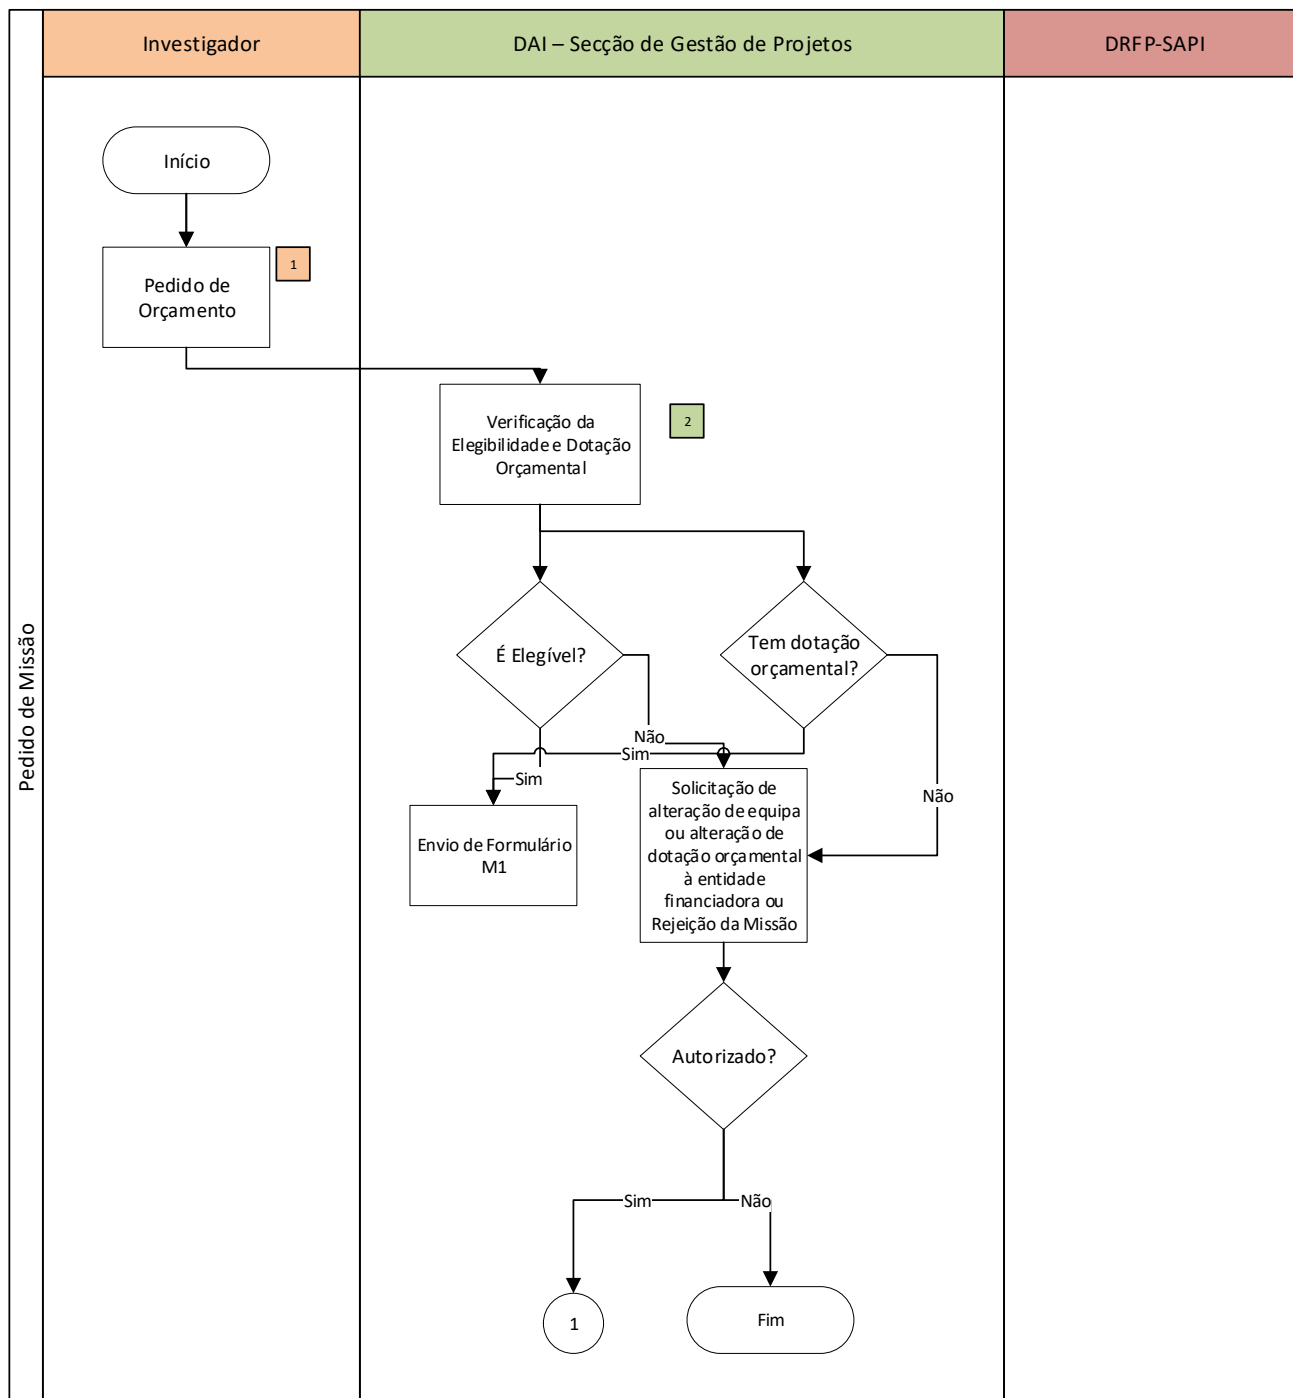 Investigador
DAI – Secção de Gestão de Projetos
DRFP-SAPI
Pedido de Missão
Início
1
Pedido de
Orçamento
Verificação da
Elegibilidade e Dotação
Orçamental
2
É Elegível?
Tem dotação
orçamental?
Não
Sim
Sim
Não
Envio de Formulário
M1
Solicitação de
alteração de equipa
ou alteração de
dotação orçamental
à entidade
financiadora ou
Rejeição da Missão
Autorizado?
Sim
Não
1
Fim